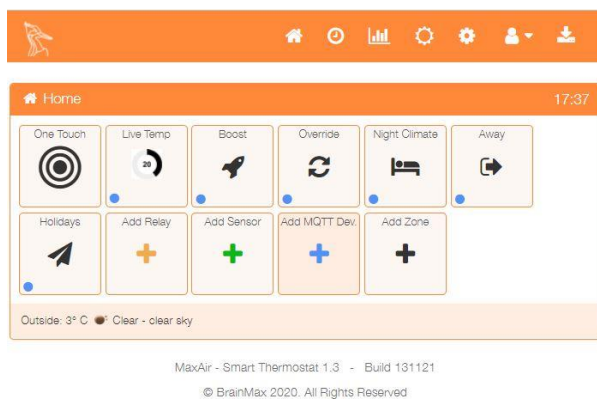 Home 17:37
One Touch Live Temp Boost Override Night Climate Away
20
Holidays Add Relay Add Sensor Add MQTT Dev. Add Zone
Outside: 3° C Clear - clear sky
MaxAir - Smart Thermostat 1.3 - Build 131121
© BrainMax 2020. All Rights Reserved